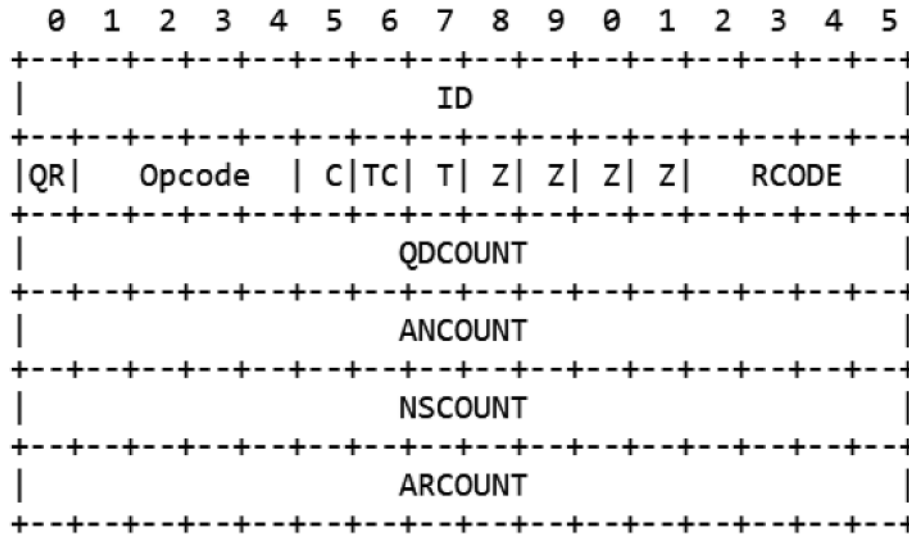 0 1 2 3 4 5 6 7 8 9 0 1 2 3 4 5
+--+--+--+--+--+--+--+--+--+--+--+--+--+--+--+--+
| ID |
+--+--+--+--+--+--+--+--+--+--+--+--+--+--+--+--+
|QR| Opcode | C|TC| T| Z| Z| Z| Z| RCODE |
+--+--+--+--+--+--+--+--+--+--+--+--+--+--+--+--+
| QDCOUNT |
+--+--+--+--+--+--+--+--+--+--+--+--+--+--+--+--+
| ANCOUNT |
+--+--+--+--+--+--+--+--+--+--+--+--+--+--+--+--+
| NSCOUNT |
+--+--+--+--+--+--+--+--+--+--+--+--+--+--+--+--+
| ARCOUNT |
+--+--+--+--+--+--+--+--+--+--+--+--+--+--+--+--+